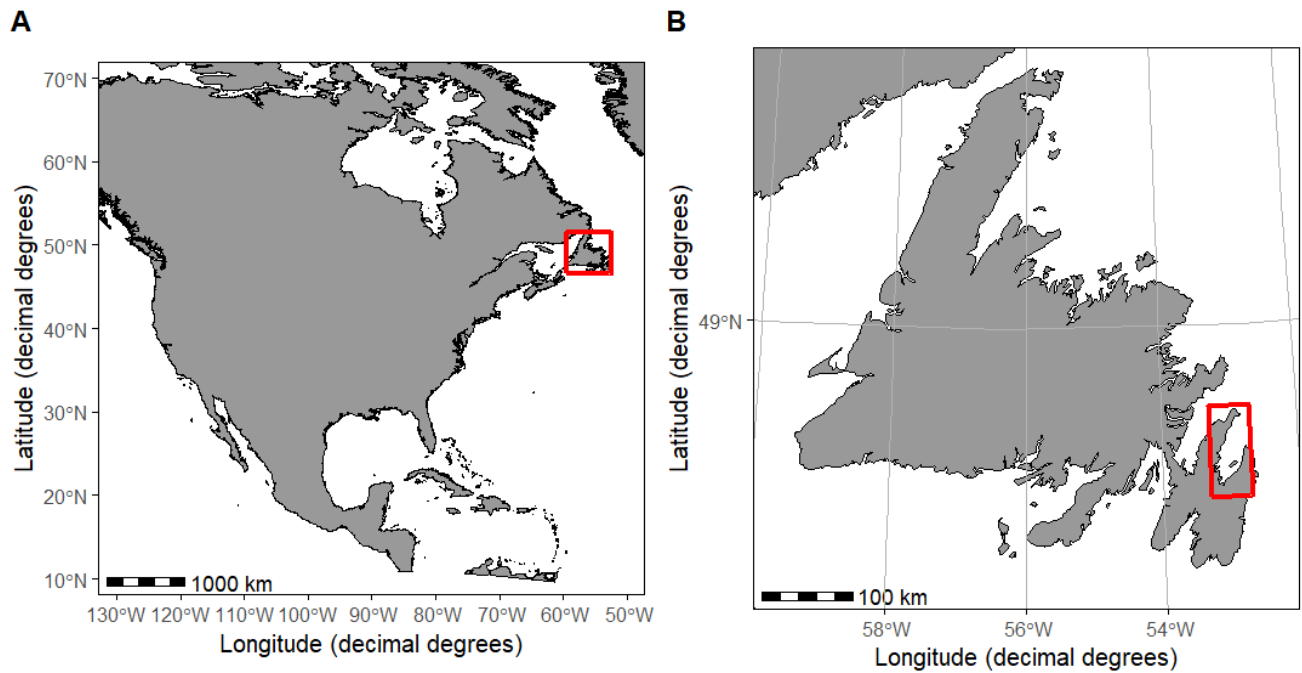 A
B
70°N
60°N
50°N
40°N
30°N
20°N
10°N
Latitude (decimal degrees)
1000 km
130°W 120°W 110°W 100°W 90°W 80°W 70°W 60°W 50°W
Longitude (decimal degrees)
49°N
Latitude (decimal degrees)
100 km
58°W 56°W 54°W
Longitude (decimal degrees)